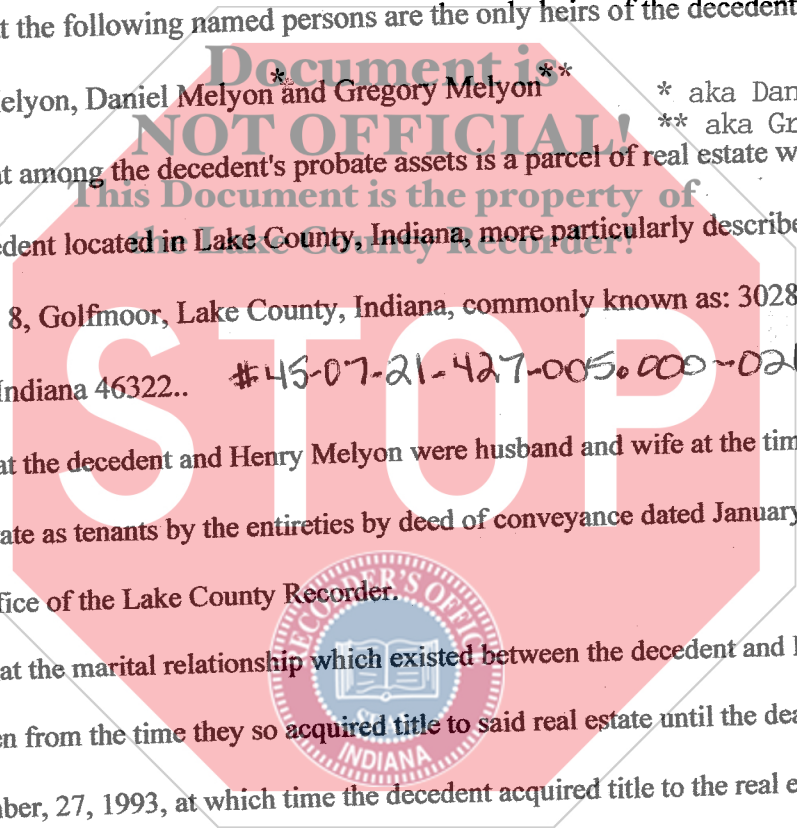 t the following named persons are the only heirs of the decedent
Document is
elyon, Daniel Melyon* and Gregory Melyon**
* aka Dan
NOT OFFICIAL!
** aka Gr
t among the decedent's probate assets is a parcel of real estate w
This Document is the property of
edent located in Lake County, Indiana, more particularly describe
the Lake County Recorder!
8, Golfmoor, Lake County, Indiana, commonly known as: 3028
STOP
Indiana 46322.. #45-07-21-427-005.000-02
at the decedent and Henry Melyon were husband and wife at the tim
ate as tenants by the entireties by deed of conveyance dated January
fice of the Lake County Recorder.
RECORDER'S OFFIC
at the marital relationship which existed between the decedent and
en from the time they so acquired title to said real estate until the dea
SEAL
INDIANA
ber, 27, 1993, at which time the decedent acquired title to the real e